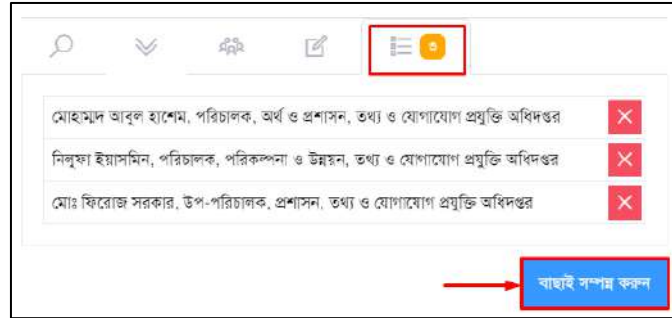 ৩
মোহাম্মদ আবুল হাশেম, পরিচালক, অর্থ ও প্রশাসন, তথ্য ও যোগাযোগ প্রযুক্তি অধিদপ্তর
নিলুফা ইয়াসমিন, পরিচালক, পরিকল্পনা ও উন্নয়ন, তথ্য ও যোগাযোগ প্রযুক্তি অধিদপ্তর
মোঃ ফিরোজ সরকার, উপ-পরিচালক, প্রশাসন, তথ্য ও যোগাযোগ প্রযুক্তি অধিদপ্তর
বাছাই সম্পন্ন করুন